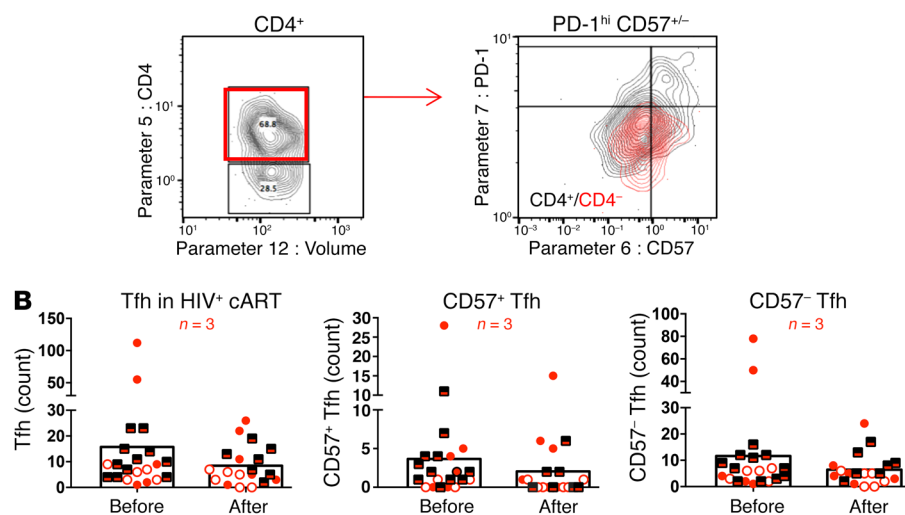 CD4⁺
Parameter 5 : CD4
10¹
10⁰
68.8
28.5
10¹ 10² 10³
Parameter 12 : Volume
PD-1ʰⁱ CD57⁺/⁻
Parameter 7 : PD-1
10¹
10⁰
CD4⁺/CD4⁻
10⁻³ 10⁻² 10⁻¹ 10⁰ 10¹
Parameter 6 : CD57
B
Tfh in HIV⁺ cART
n = 3
Tfh (count)
150
100
50
30
20
10
0
Before After
CD57⁺ Tfh
n = 3
CD57⁺ Tfh (count)
30
25
20
15
10
10
5
0
Before After
CD57⁻ Tfh
n = 3
CD57⁻ Tfh (count)
100
80
60
40
30
20
10
0
Before After